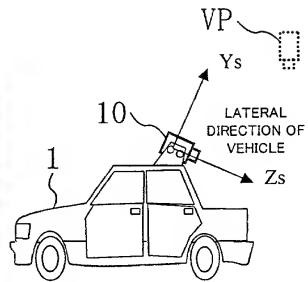 VP
Ys
10
LATERAL
DIRECTION OF
VEHICLE
1
Zs